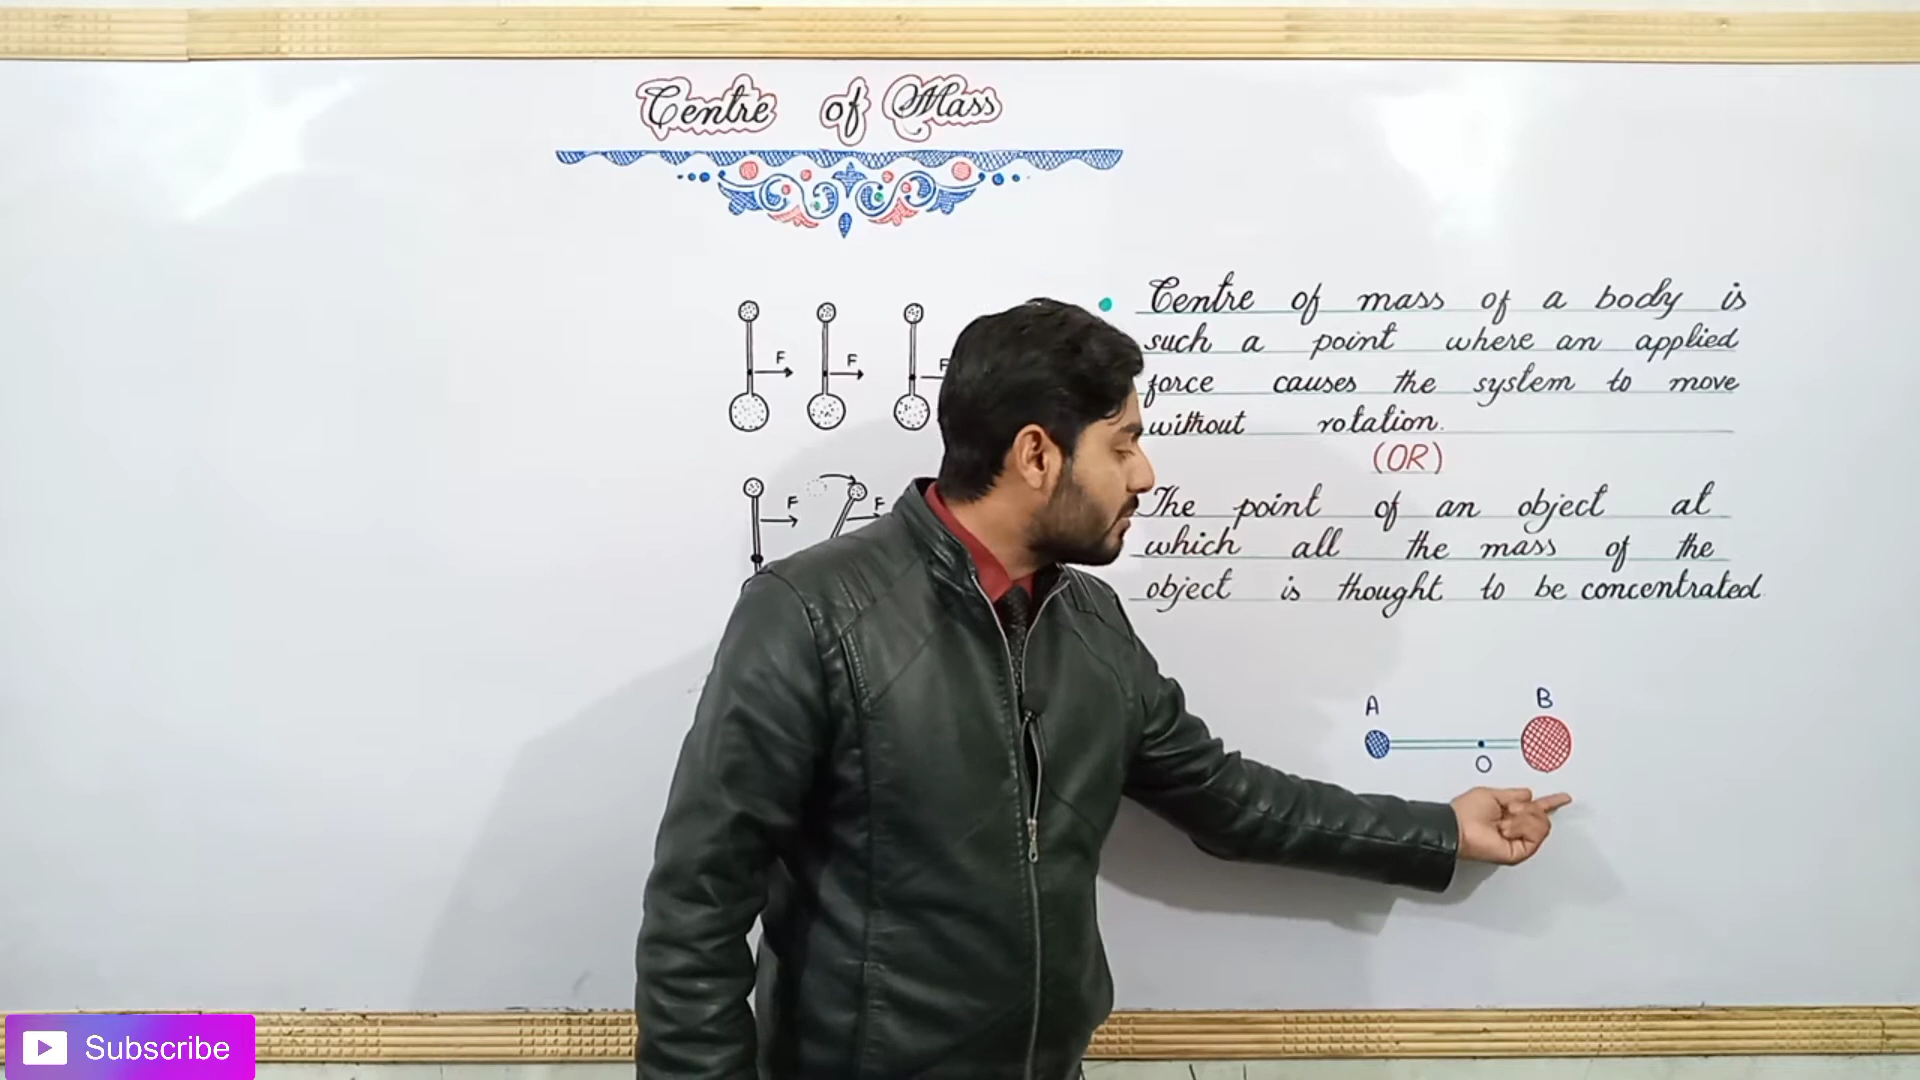 Centre of Mass
F F F
F F
Centre of mass of a body is
such a point where an applied
force causes the system to move
without rotation.
(OR)
The point of an object at
which all the mass of the
object is thought to be concentrated
A B
O
Subscribe